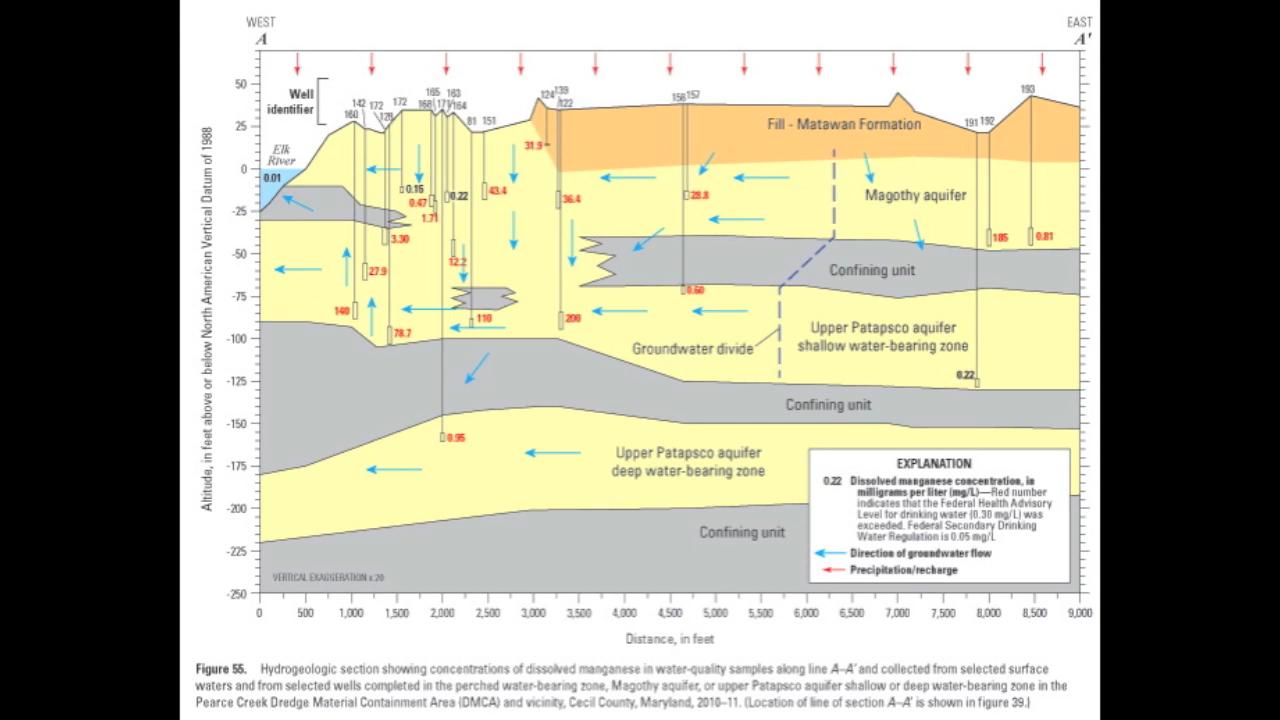 WEST
EAST
A
A'
Well
identifier
160
142
172
128
172
168
165
171
163
164
81
151
124
139
122
156
157
191
192
193
50
25
0
-25
-50
-75
-100
-125
-150
-175
-200
-225
-250
Altitude, in feet above or below North American Vertical Datum of 1988
Elk
River
0.01
Fill - Matawan Formation
Magothy aquifer
31.9
0.15
0.47
1.71
0.22
43.4
36.4
28.8
3.30
12.2
185
0.81
27.9
Confining unit
140
78.7
110
200
0.60
Groundwater divide
Upper Patapsco aquifer
shallow water-bearing zone
0.22
Confining unit
0.95
Upper Patapsco aquifer
deep water-bearing zone
Confining unit
EXPLANATION
0.22 Dissolved manganese concentration, in
milligrams per liter (mg/L)—Red number
indicates that the Federal Health Advisory
Level for drinking water (0.30 mg/L) was
exceeded. Federal Secondary Drinking
Water Regulation is 0.05 mg/L
Direction of groundwater flow
Precipitation/recharge
VERTICAL EXAGGERATION x 20
0 500 1,000 1,500 2,000 2,500 3,000 3,500 4,000 4,500 5,000 5,500 6,000 6,500 7,000 7,500 8,000 8,500 9,000
Distance, in feet
Figure 55. Hydrogeologic section showing concentrations of dissolved manganese in water-quality samples along line A–A' and collected from selected surface
waters and from selected wells completed in the perched water-bearing zone, Magothy aquifer, or upper Patapsco aquifer shallow or deep water-bearing zone in the
Pearce Creek Dredge Material Containment Area (DMCA) and vicinity, Cecil County, Maryland, 2010–11. (Location of line of section A–A' is shown in figure 39.)